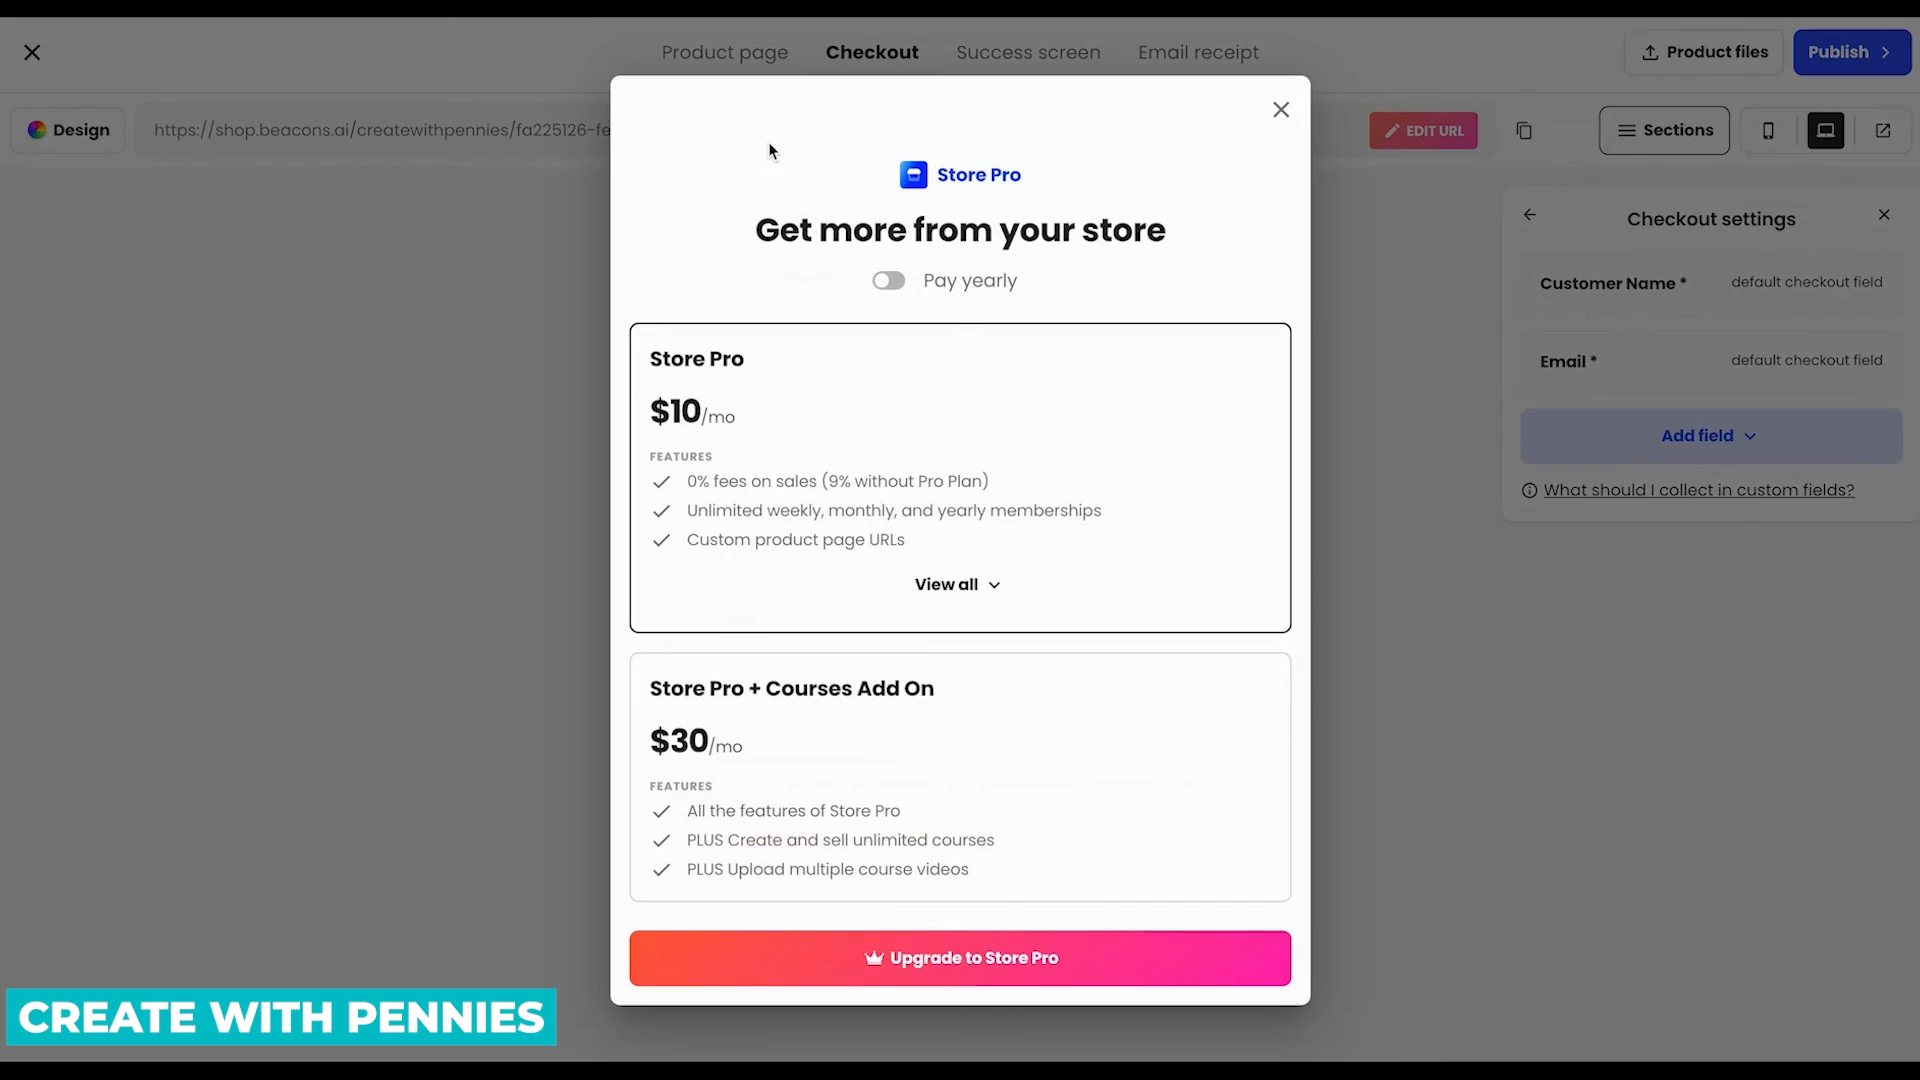 Product page
Checkout
Success screen
Email receipt
Product files
Publish
Design
https://shop.beacons.ai/createwithpennies/fa225126-fe
EDIT URL
Sections
Store Pro
Get more from your store
Pay yearly
Store Pro
$10/mo
FEATURES
0% fees on sales (9% without Pro Plan)
Unlimited weekly, monthly, and yearly memberships
Custom product page URLs
View all
Store Pro + Courses Add On
$30/mo
FEATURES
All the features of Store Pro
PLUS Create and sell unlimited courses
PLUS Upload multiple course videos
Upgrade to Store Pro
Checkout settings
Customer Name * default checkout field
Email * default checkout field
Add field
What should I collect in custom fields?
CREATE WITH PENNIES